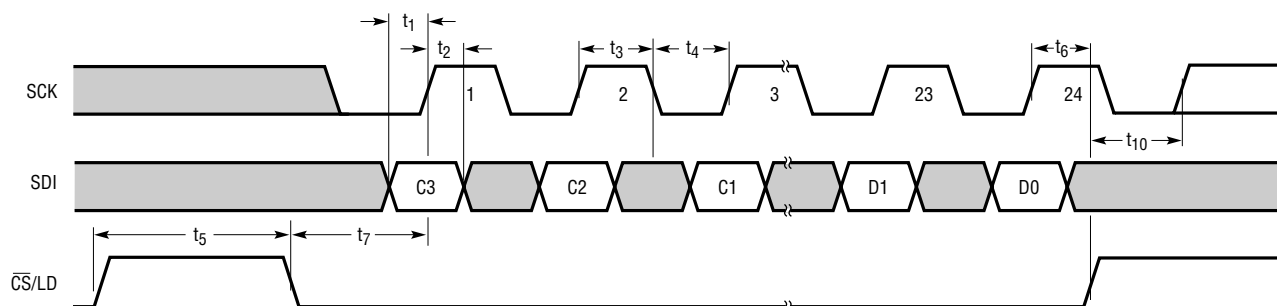 t1
t2 t3 t4 t6
SCK 1 2 3 23 24
t10
SDI C3 C2 C1 D1 D0
t5 t7
CS/LD